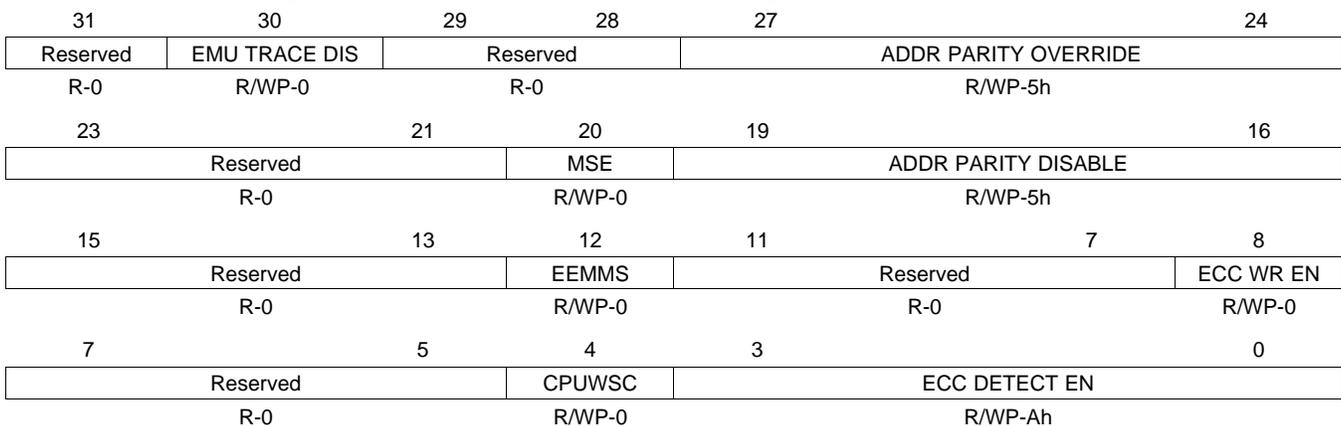 31 30 29 28 27 24
Reserved EMU TRACE DIS Reserved ADDR PARITY OVERRIDE
R-0 R/WP-0 R-0 R/WP-5h
23 21 20 19 16
Reserved MSE ADDR PARITY DISABLE
R-0 R/WP-0 R/WP-5h
15 13 12 11 7 8
Reserved EEMMS Reserved ECC WR EN
R-0 R/WP-0 R-0 R/WP-0
7 5 4 3 0
Reserved CPUWSC ECC DETECT EN
R-0 R/WP-0 R/WP-Ah